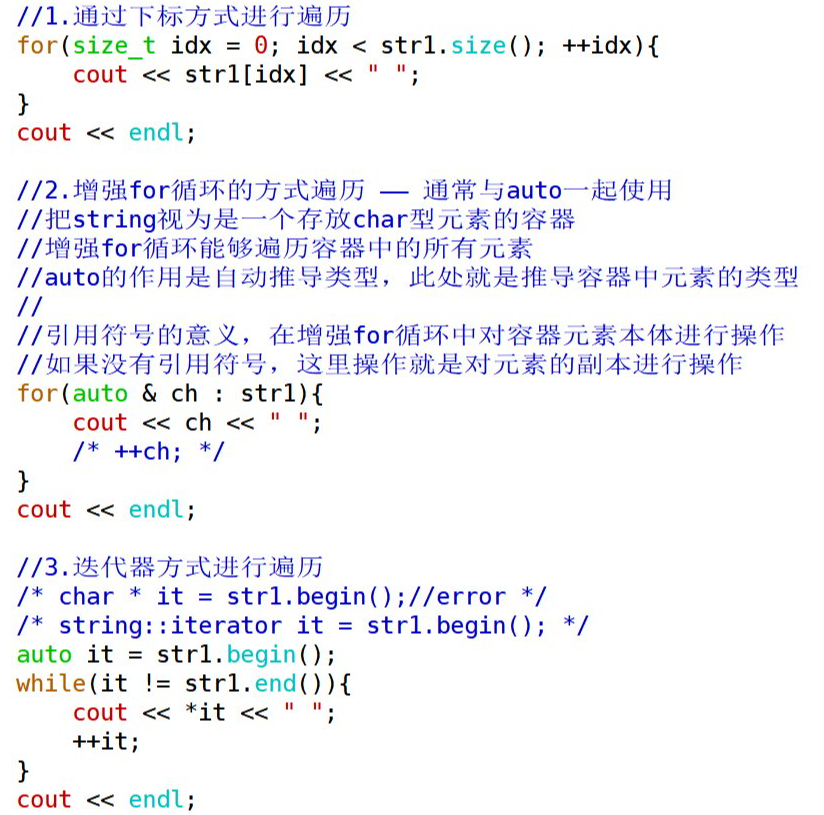 //1.通过下标方式进行遍历
for(size_t idx = 0; idx < str1.size(); ++idx){
    cout << str1[idx] << " ";
}
cout << endl;

//2.增强for循环的方式遍历 — 通常与auto一起使用
//把string视为是一个存放char型元素的容器
//增强for循环能够遍历容器中的所有元素
//auto的作用是自动推导类型，此处就是推导容器中元素的类型
//
//引用符号的意义，在增强for循环中对容器元素本体进行操作
//如果没有引用符号，这里操作就是对元素的副本进行操作
for(auto & ch : str1){
    cout << ch << " ";
    /* ++ch; */
}
cout << endl;

//3.迭代器方式进行遍历
/* char * it = str1.begin();//error */
/* string::iterator it = str1.begin(); */
auto it = str1.begin();
while(it != str1.end()){
    cout << *it << " ";
    ++it;
}
cout << endl;